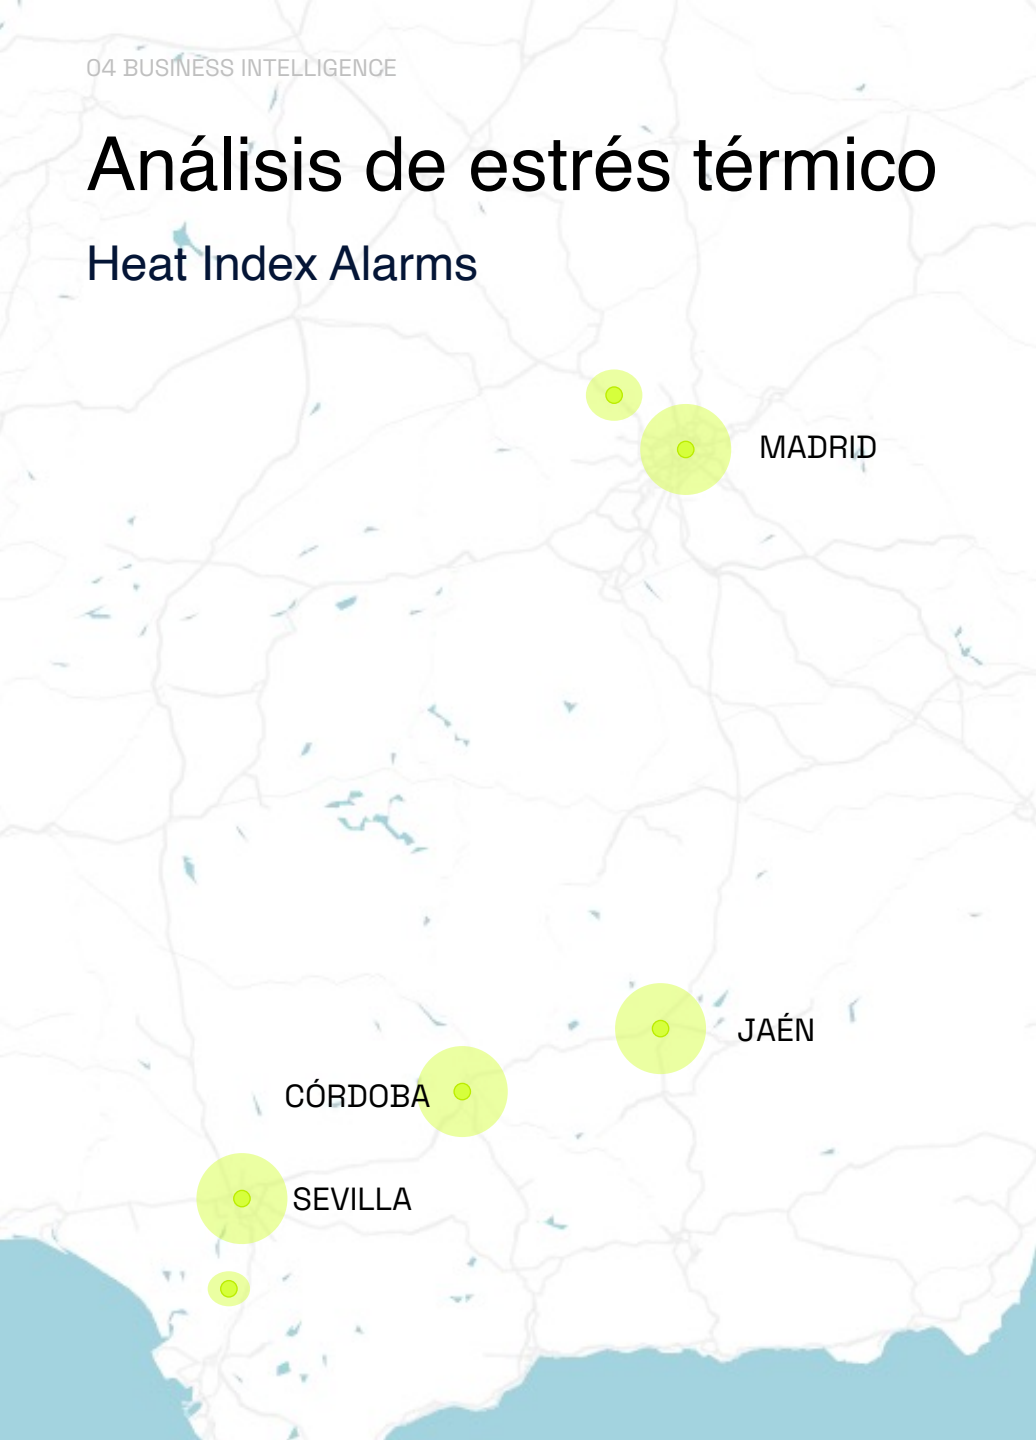 04 BUSINESS INTELLIGENCE
Análisis de estrés térmico
Heat Index Alarms
MADRID
JAÉN
CÓRDOBA
SEVILLA